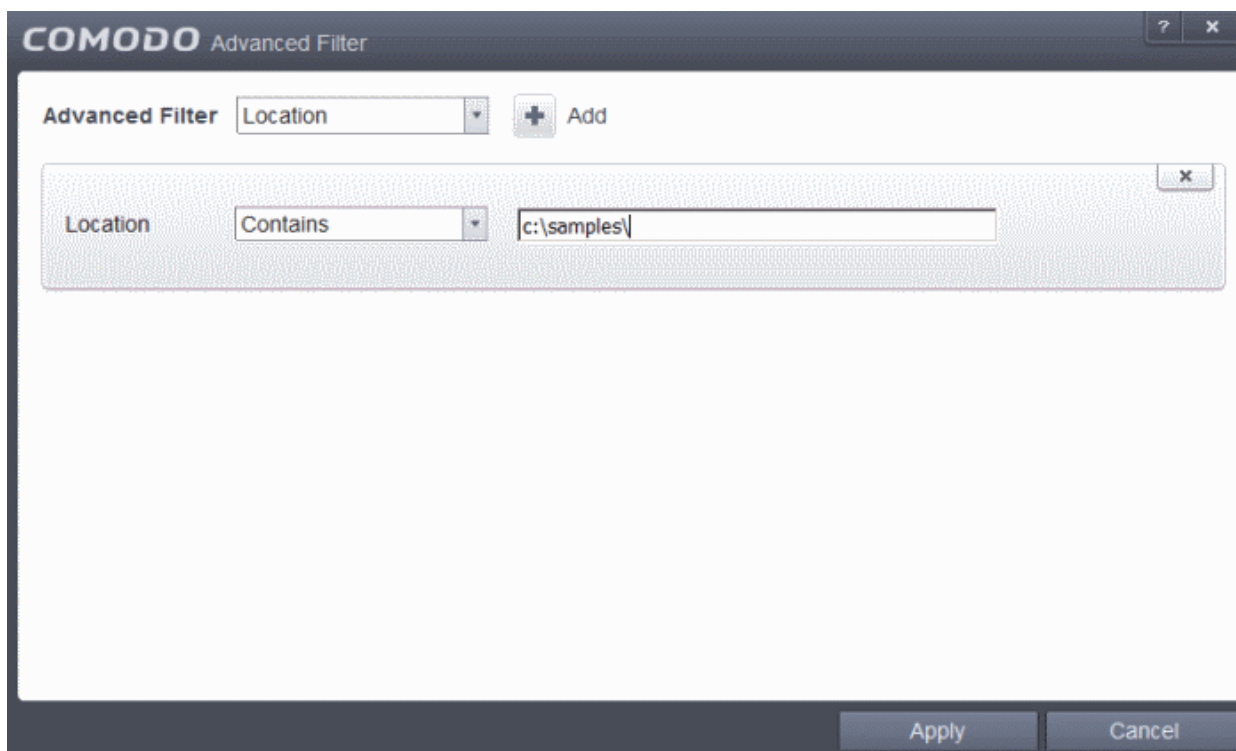 COMODO Advanced Filter ? x
Advanced Filter Location + Add
x
Location Contains c:\samples\
Apply Cancel